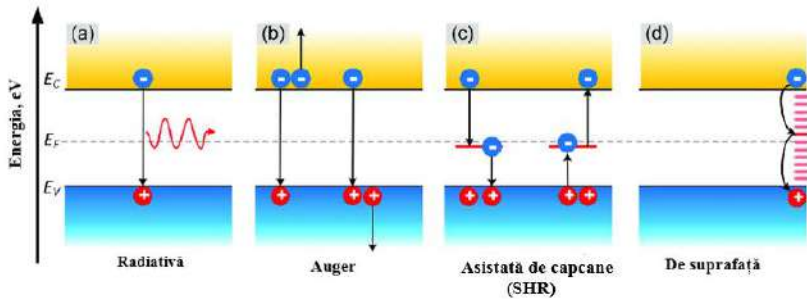 (a)
(b)
(c)
(d)
Energia, eV
E_C
E_F
E_V
Radiativă
Auger
Asistată de capcane
(SHR)
De suprafață